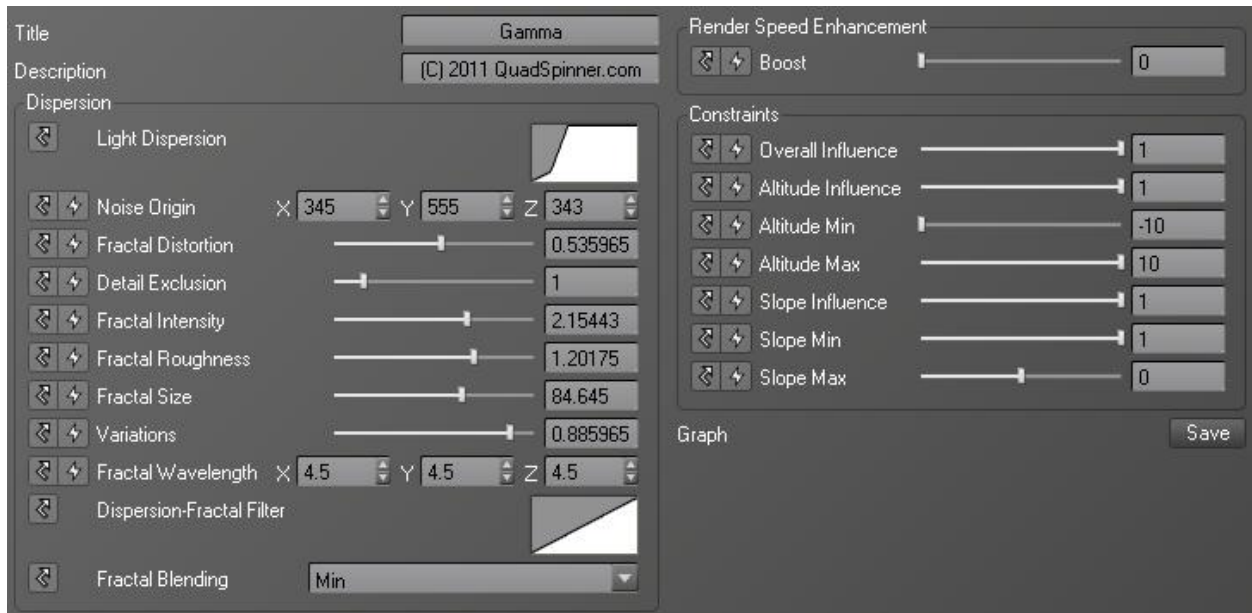 Title Gamma
Description (C) 2011 QuadSpinner.com
Dispersion
Light Dispersion
Noise Origin X 345 Y 555 Z 343
Fractal Distortion 0.535965
Detail Exclusion 1
Fractal Intensity 2.15443
Fractal Roughness 1.20175
Fractal Size 84.645
Variations 0.885965
Fractal Wavelength X 4.5 Y 4.5 Z 4.5
Dispersion-Fractal Filter
Fractal Blending Min
Render Speed Enhancement
Boost 0
Constraints
Overall Influence 1
Altitude Influence 1
Altitude Min -10
Altitude Max 10
Slope Influence 1
Slope Min 1
Slope Max 0
Graph Save